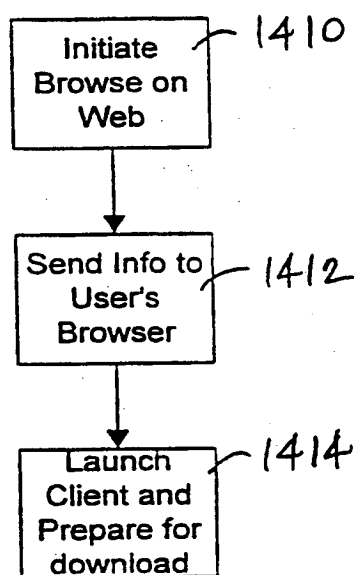 Initiate
Browse on
Web
1410
Send Info to
User's
Browser
1412
Launch
Client and
Prepare for
download
1414